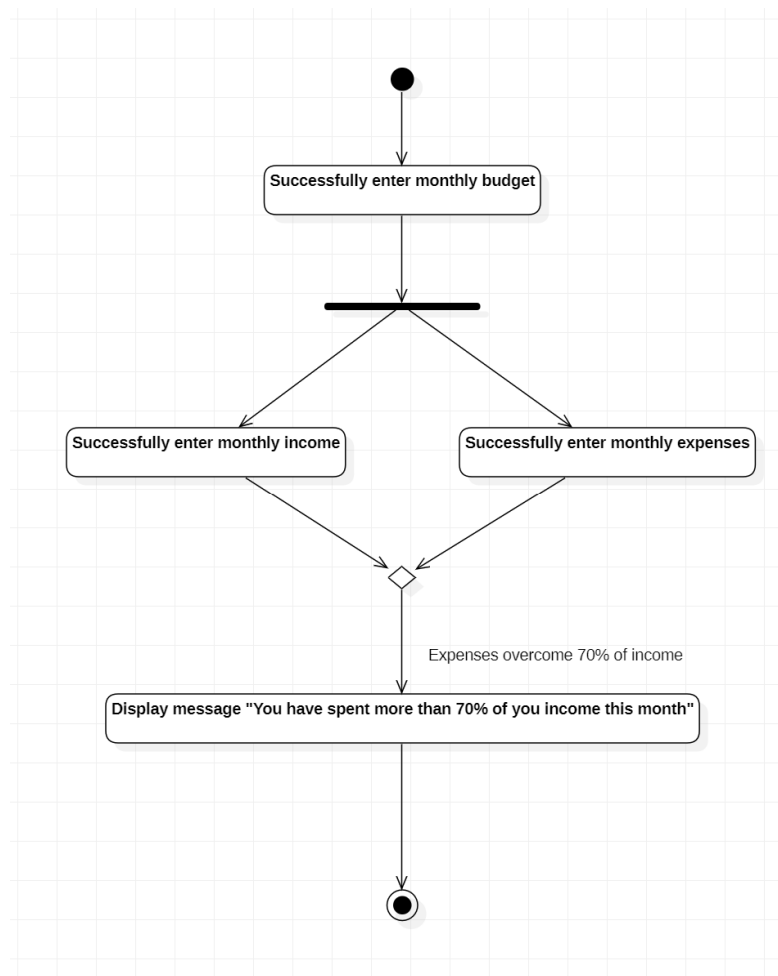 Successfully enter monthly budget
Successfully enter monthly income
Successfully enter monthly expenses
Expenses overcome 70% of income
Display message "You have spent more than 70% of you income this month"